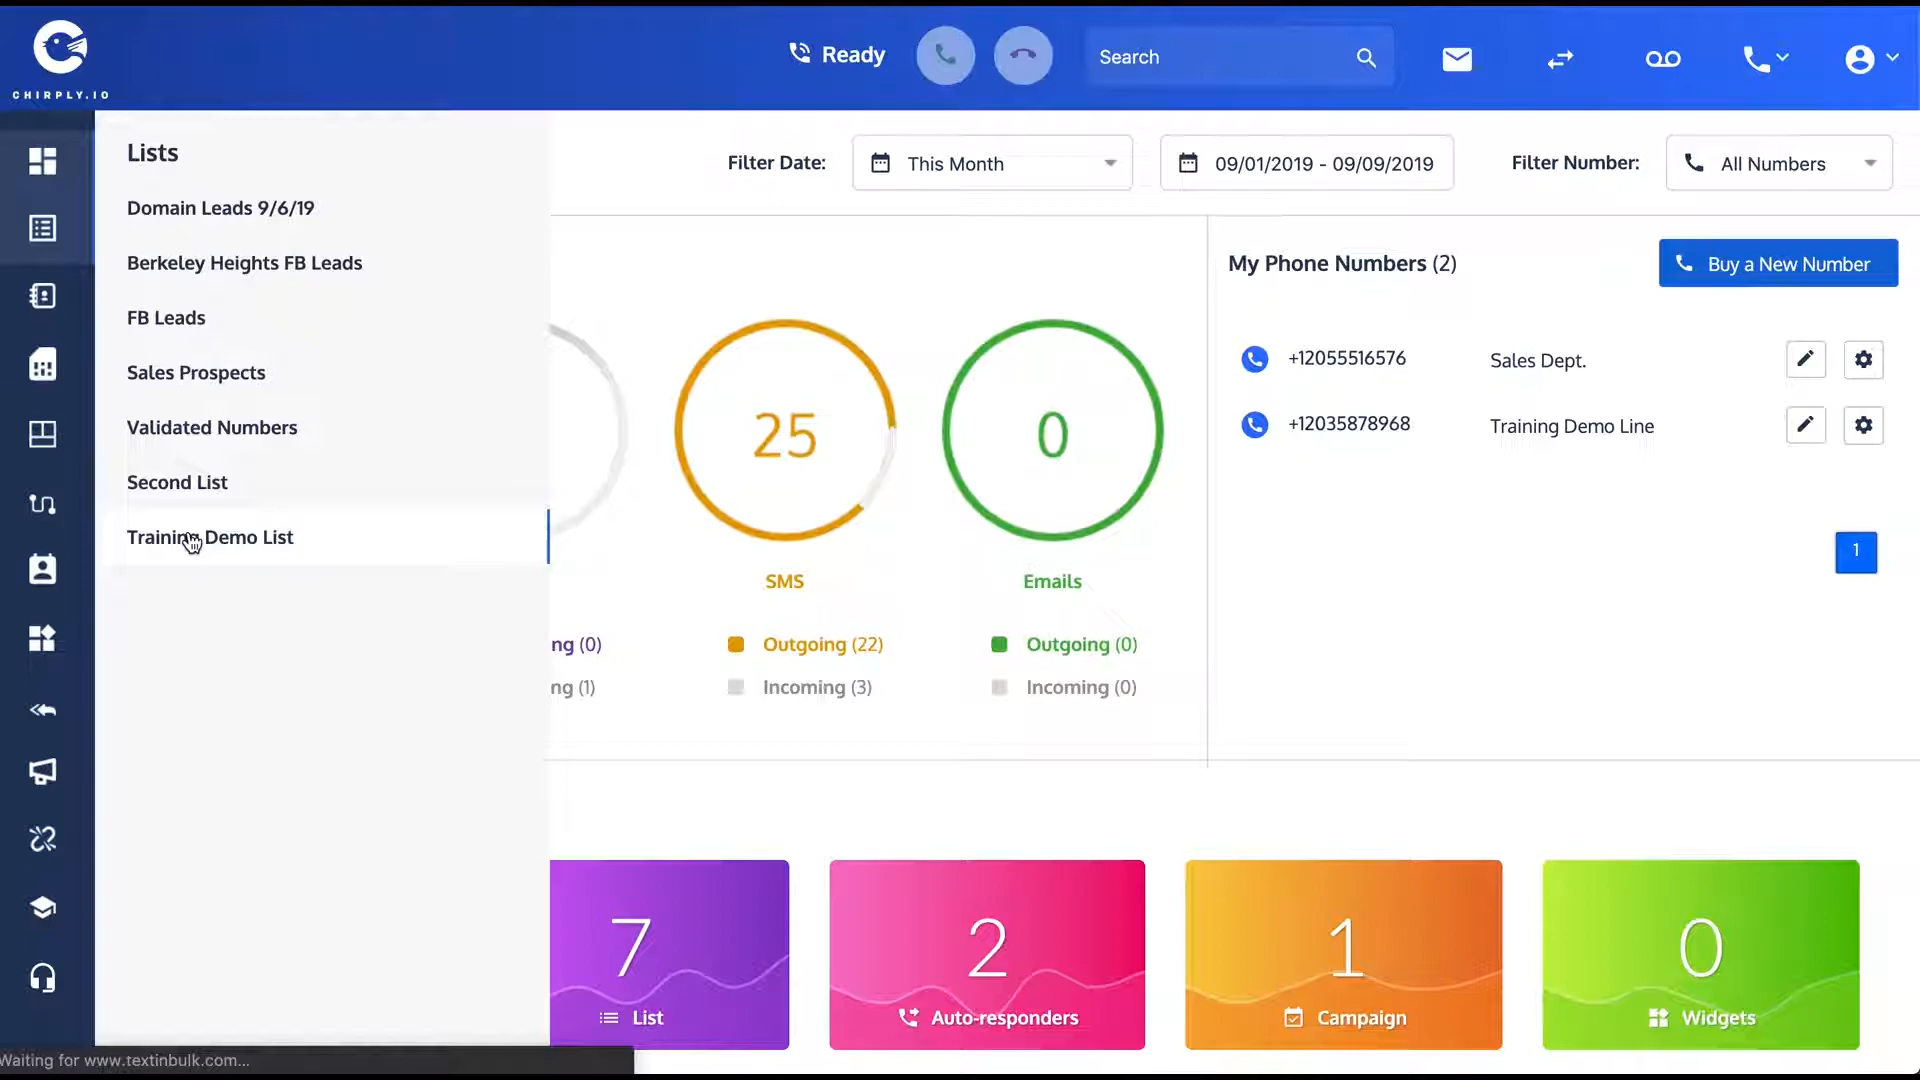 CHIRPLY.IO
Ready
Search
Lists
Domain Leads 9/6/19
Berkeley Heights FB Leads
FB Leads
Sales Prospects
Validated Numbers
Second List
Training Demo List
Filter Date:
This Month
09/01/2019 - 09/09/2019
Filter Number:
All Numbers
25
0
SMS
Emails
ng (0)
Outgoing (22)
Outgoing (0)
ng (1)
Incoming (3)
Incoming (0)
My Phone Numbers (2)
Buy a New Number
+12055516576
Sales Dept.
+12035878968
Training Demo Line
1
7
List
2
Auto-responders
1
Campaign
0
Widgets
Waiting for www.textinbulk.com...